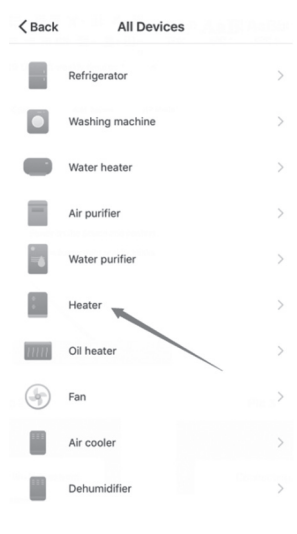 Back All Devices
Refrigerator
Washing machine
Water heater
Air purifier
Water purifier
Heater
Oil heater
Fan
Air cooler
Dehumidifier